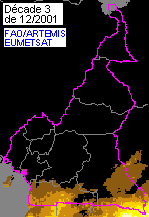 Décade 3
de 12/2001
FAO/ARTEMIS
EUMETSAT